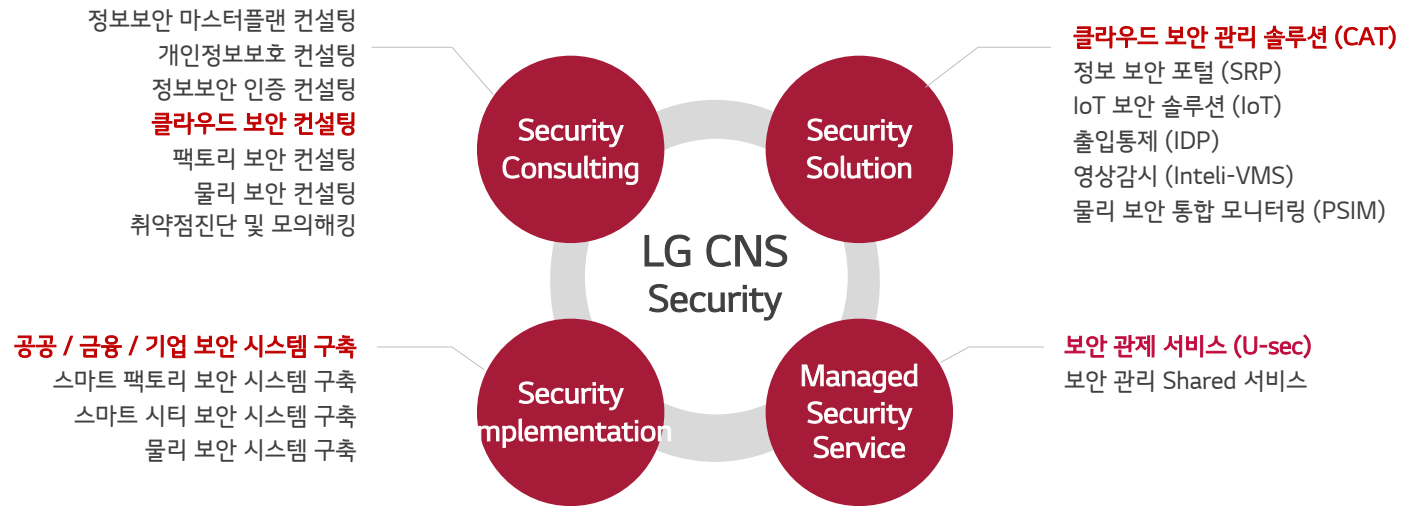 정보보안 마스터플랜 컨설팅
개인정보보호 컨설팅
정보보안 인증 컨설팅
클라우드 보안 컨설팅
팩토리 보안 컨설팅
물리 보안 컨설팅
취약점진단 및 모의해킹
Security
Consulting
Security
Solution
클라우드 보안 관리 솔루션 (CAT)
정보 보안 포털 (SRP)
IoT 보안 솔루션 (IoT)
출입통제 (IDP)
영상감시 (Inteli-VMS)
물리 보안 통합 모니터링 (PSIM)
LG CNS
Security
공공 / 금융 / 기업 보안 시스템 구축
스마트 팩토리 보안 시스템 구축
스마트 시티 보안 시스템 구축
물리 보안 시스템 구축
Security
Implementation
Managed
Security
Service
보안 관제 서비스 (U-sec)
보안 관리 Shared 서비스